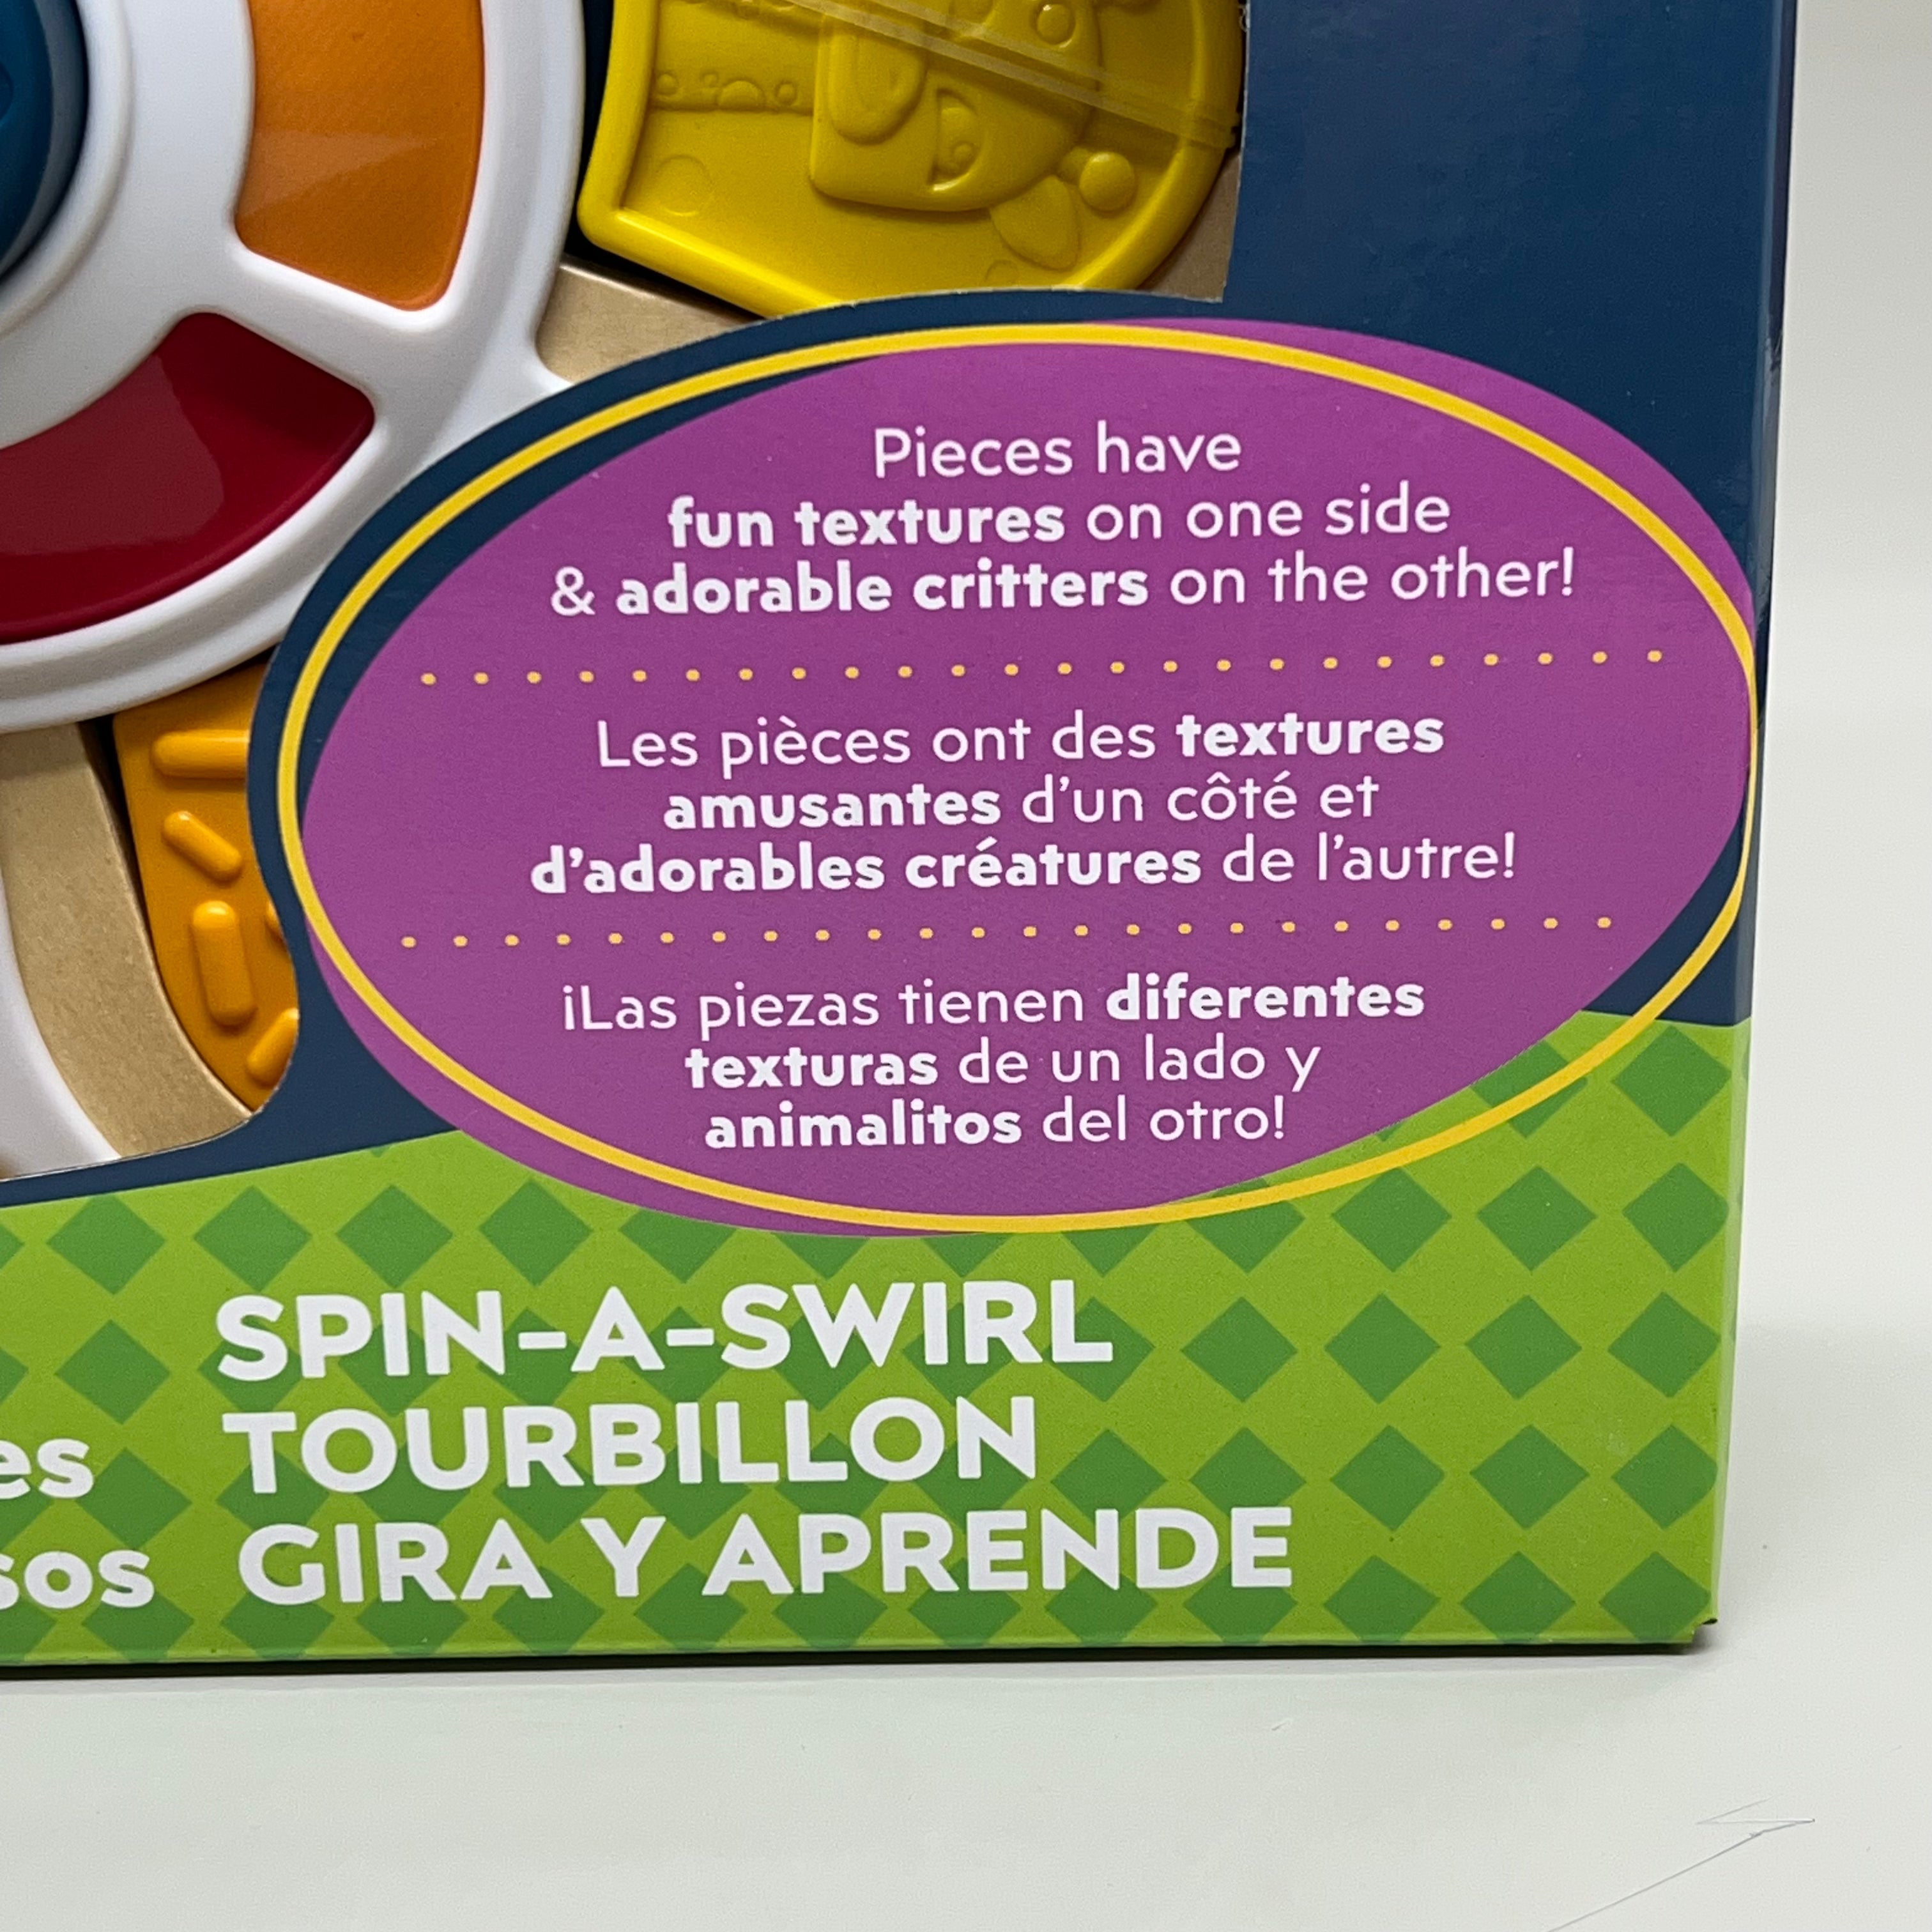 Pieces have
fun textures on one side
& adorable critters on the other!
Les pièces ont des textures
amusantes d'un côté et
d'adorables créatures de l'autre!
¡Las piezas tienen diferentes
texturas de un lado y
animalitos del otro!
SPIN-A-SWIRL
es TOURBILLON
sos GIRA Y APRENDE